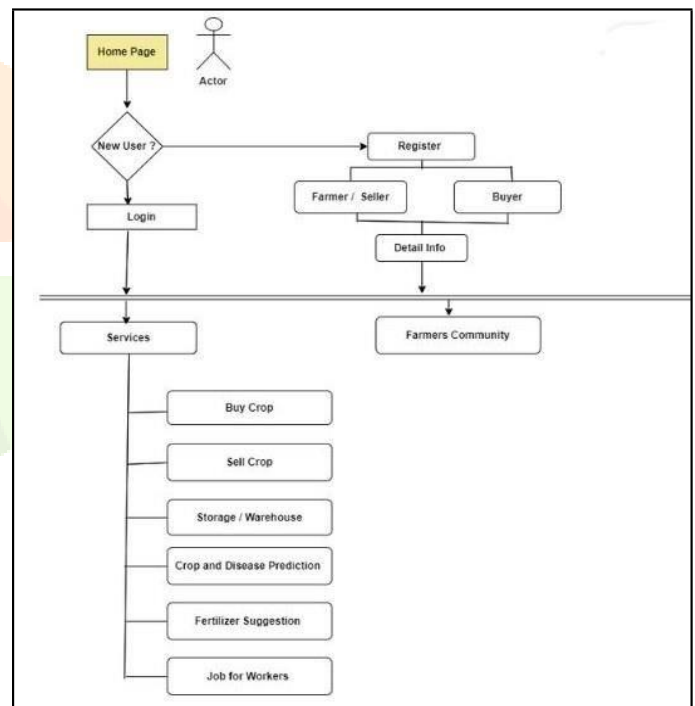 Home Page
Actor
New User ?
Register
Farmer / Seller
Buyer
Login
Detail Info
Services
Farmers Community
Buy Crop
Sell Crop
Storage / Warehouse
Crop and Disease Prediction
Fertilizer Suggestion
Job for Workers